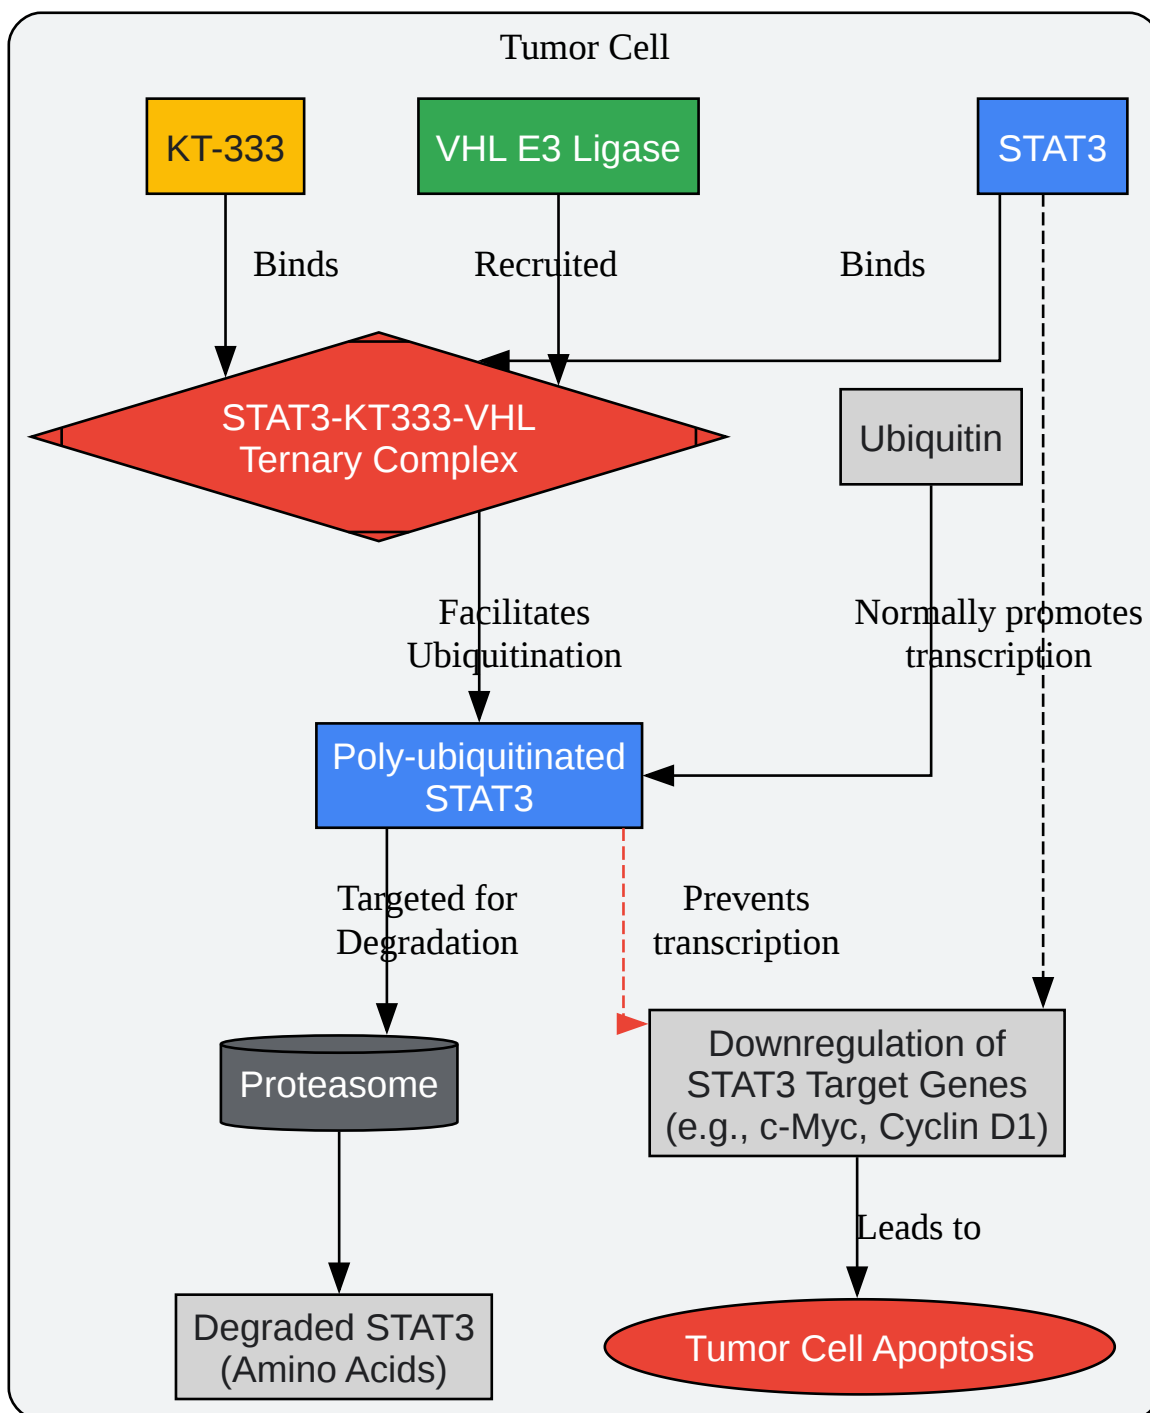 Tumor Cell
KT-333
VHL E3 Ligase
STAT3
Binds
Recruited
Binds
STAT3-KT333-VHL
Ternary Complex
Ubiquitin
Facilitates
Ubiquitination
Normally promotes
transcription
Poly-ubiquitinated
STAT3
Targeted for
Degradation
Prevents
transcription
Proteasome
Downregulation of
STAT3 Target Genes
(e.g., c-Myc, Cyclin D1)
Leads to
Degraded STAT3
(Amino Acids)
Tumor Cell Apoptosis